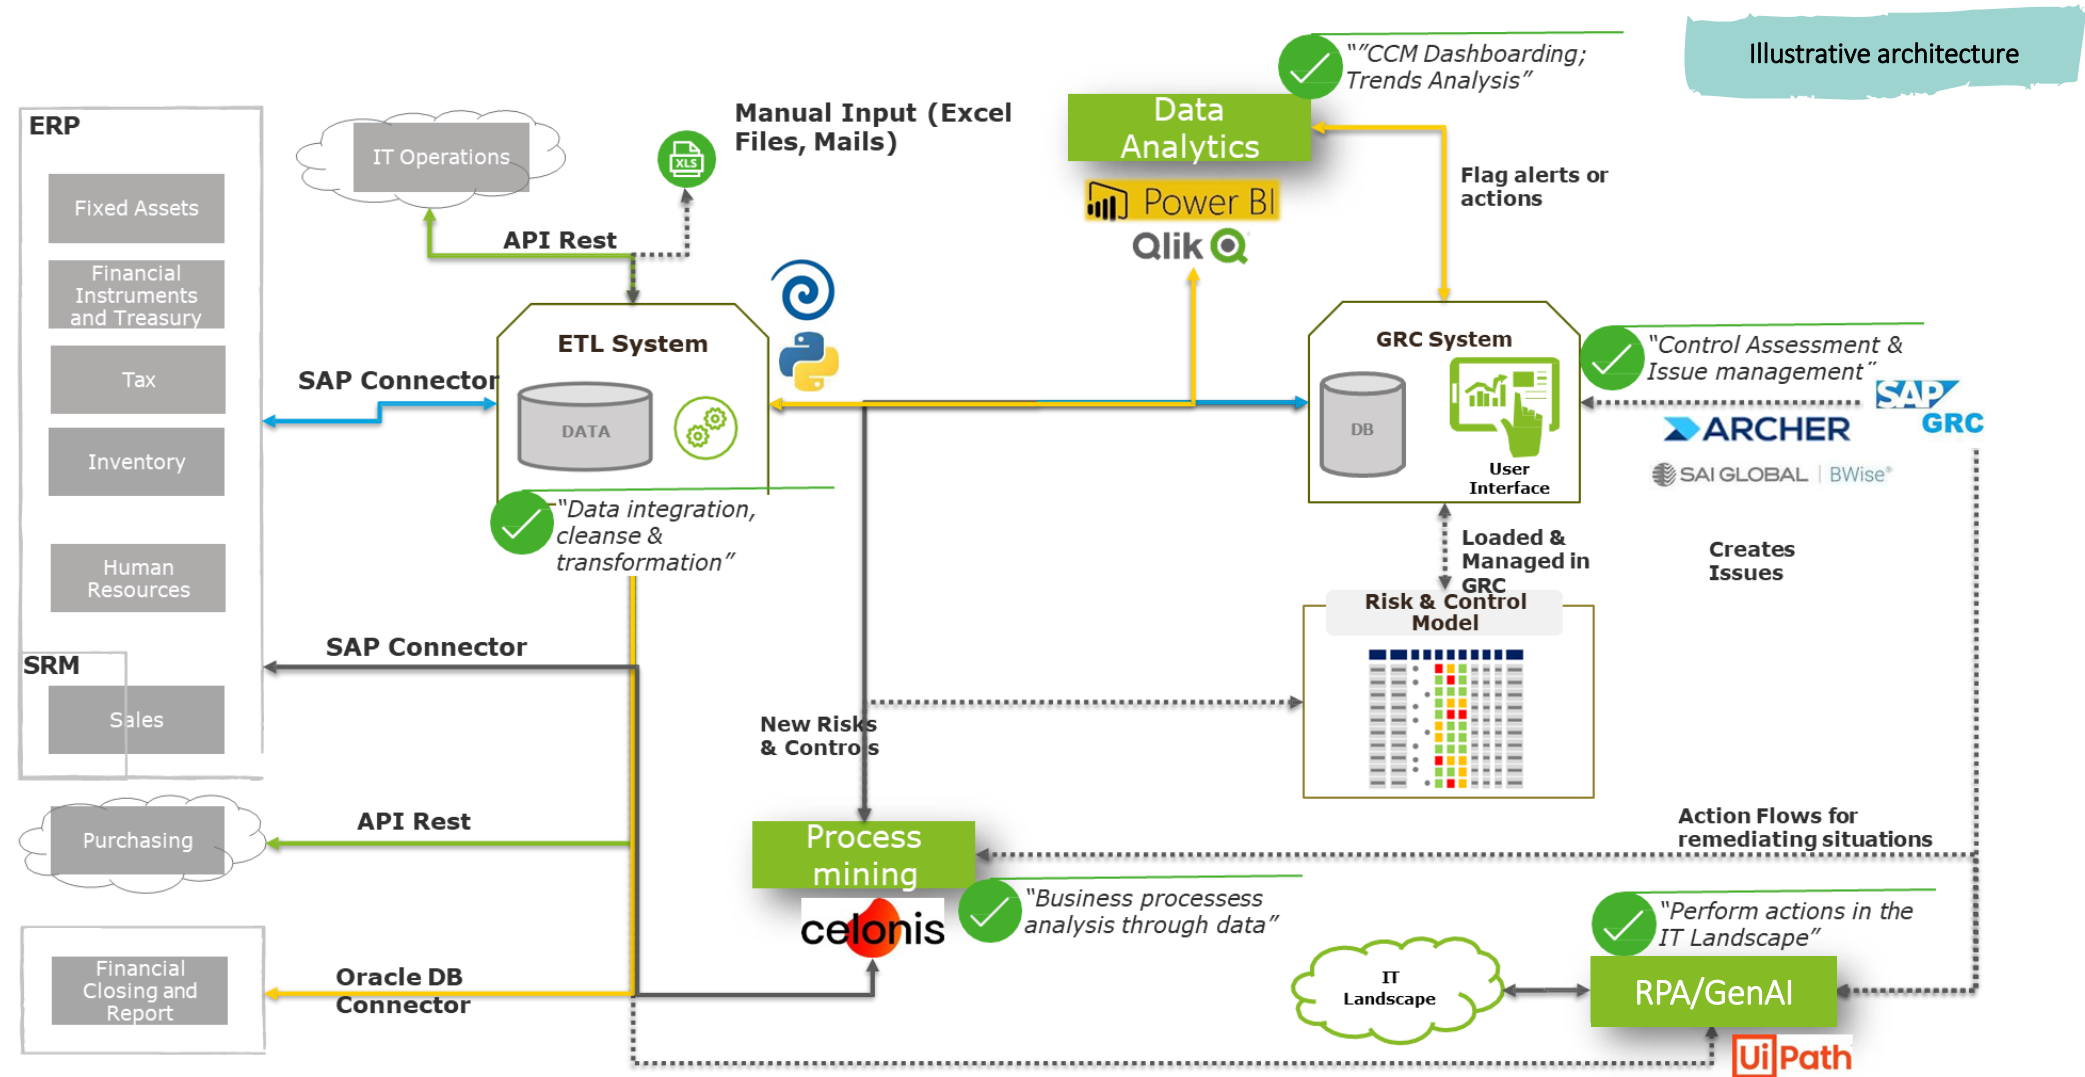 Illustrative architecture
“”CCM Dashboarding;
Trends Analysis”
Data
Analytics
Power BI
Qlik
Flag alerts or
actions
Manual Input (Excel
Files, Mails)
XLS
ERP
Fixed Assets
Financial
Instruments
and Treasury
Tax
Inventory
Human
Resources
SRM
Sales
Purchasing
Financial
Closing and
Report
IT Operations
API Rest
SAP Connector
ETL System
DATA
“Data integration,
cleanse &
transformation”
SAP Connector
API Rest
Oracle DB
Connector
GRC System
DB
User
Interface
“Control Assessment &
Issue management”
SAP
GRC
ARCHER
SAI GLOBAL | BWise®
Loaded &
Managed in
GRC
Creates
Issues
Risk & Control
Model
New Risks
& Controls
Process
mining
celonis
“Business processess
analysis through data”
Action Flows for
remediating situations
“Perform actions in the
IT Landscape”
IT
Landscape
RPA/GenAI
UiPath